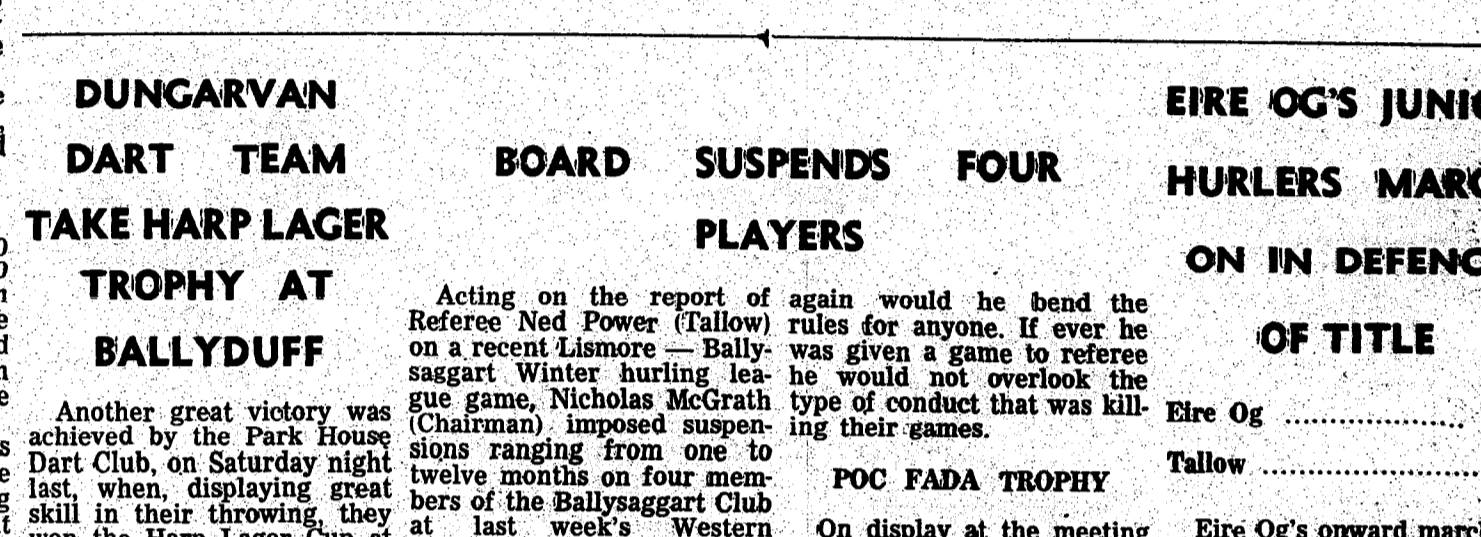 DUNGARVAN
DART TEAM
TAKE HARP LAGER
TROPHY AT
BALLYDUFF
Another great victory was
achieved by the Park House
Dart Club, on Saturday night
last, when, displaying great
skill in their throwing, they
won the Harp Lager Cup at
BOARD SUSPENDS FOUR
PLAYERS
Acting on the report of
Referee Ned Power (Tallow)
on a recent Lismore — Bally-
saggart Winter hurling lea-
gue game, Nicholas McGrath
(Chairman) imposed suspen-
sions ranging from one to
twelve months on four mem-
bers of the Ballysaggart Club
at last week's Western
again would he bend the
rules for anyone. If ever he
was given a game to referee
he would not overlook the
type of conduct that was kill-
ing their games.
POC FADA TROPHY
On display at the meeting
EIRE OG'S
HURLERS
ON IN
OF TITLE
Eire Og ....................
Tallow ........................
Eire Og's onward